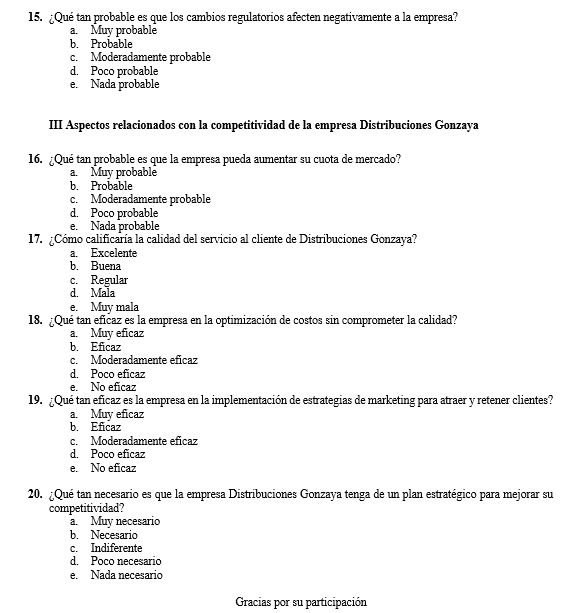 15. ¿Qué tan probable es que los cambios regulatorios afecten negativamente a la empresa?
a. Muy probable
b. Probable
c. Moderadamente probable
d. Poco probable
e. Nada probable
III Aspectos relacionados con la competitividad de la empresa Distribuciones Gonzaya
16. ¿Qué tan probable es que la empresa pueda aumentar su cuota de mercado?
a. Muy probable
b. Probable
c. Moderadamente probable
d. Poco probable
e. Nada probable
17. ¿Cómo calificaría la calidad del servicio al cliente de Distribuciones Gonzaya?
a. Excelente
b. Buena
c. Regular
d. Mala
e. Muy mala
18. ¿Qué tan eficaz es la empresa en la optimización de costos sin comprometer la calidad?
a. Muy eficaz
b. Eficaz
c. Moderadamente eficaz
d. Poco eficaz
e. No eficaz
19. ¿Qué tan eficaz es la empresa en la implementación de estrategias de marketing para atraer y retener clientes?
a. Muy eficaz
b. Eficaz
c. Moderadamente eficaz
d. Poco eficaz
e. No eficaz
20. ¿Qué tan necesario es que la empresa Distribuciones Gonzaya tenga de un plan estratégico para mejorar su
competitividad?
a. Muy necesario
b. Necesario
c. Indiferente
d. Poco necesario
e. Nada necesario
Gracias por su participación